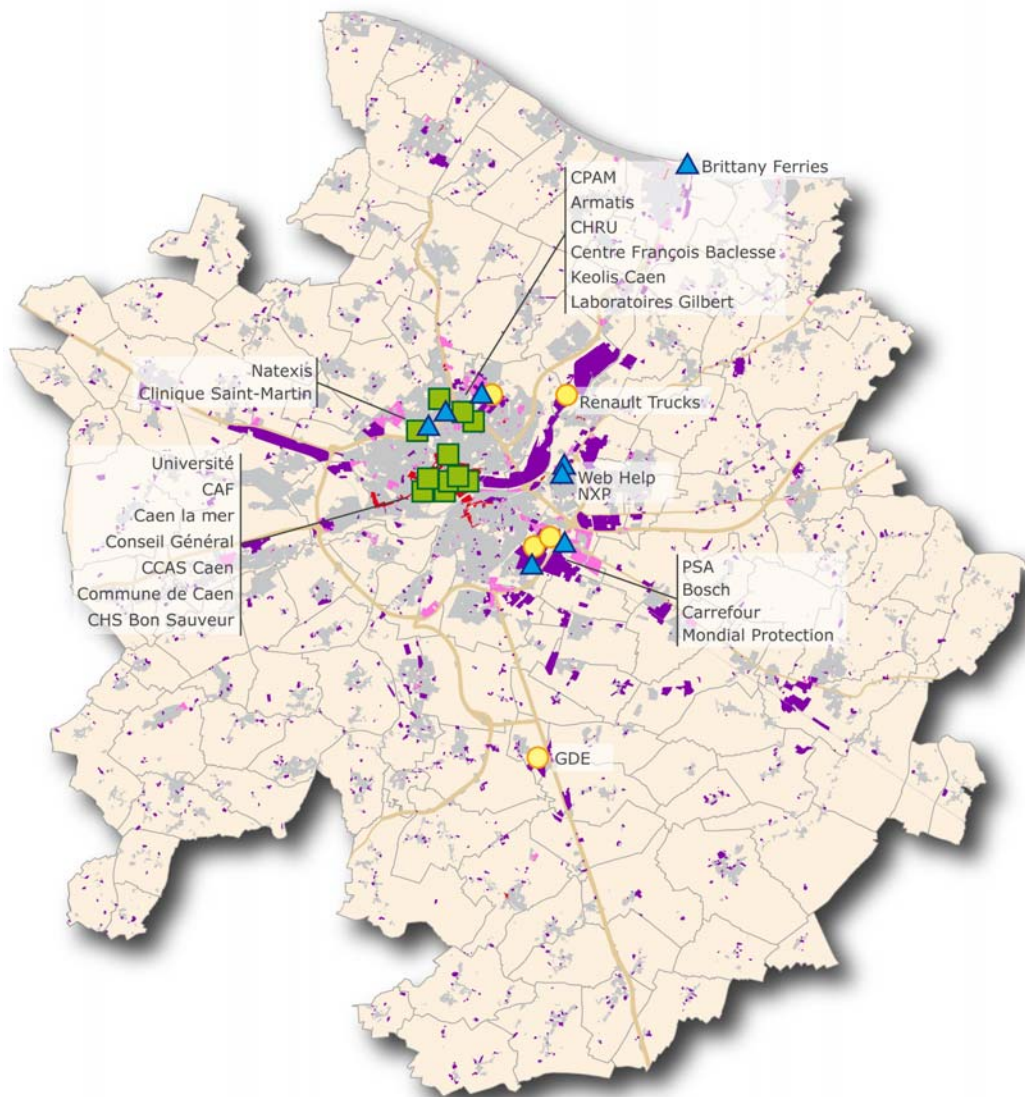 Brittany Ferries
CPAM
Armatis
CHRU
Centre François Baclesse
Keolis Caen
Laboratoires Gilbert
Natexis
Clinique Saint-Martin
Renault Trucks
Université
CAF
Caen la mer
Conseil Général
CCAS Caen
Commune de Caen
CHS Bon Sauveur
Web Help
NXP
PSA
Bosch
Carrefour
Mondial Protection
GDE